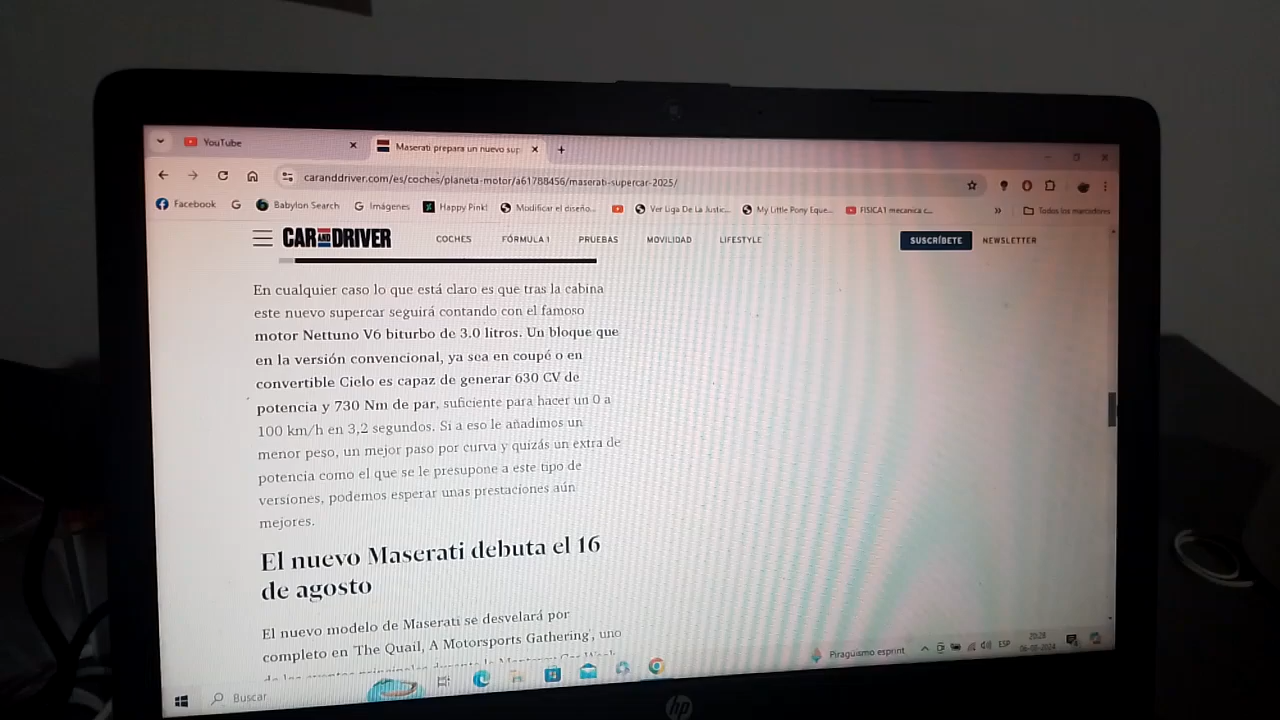 YouTube
Maserati prepara un nuevo sup
caranddriver.com/es/coches/planeta-motor/a61788456/maserati-supercar-2025/
Facebook G Babylon Search Imágenes Happy Pink! Modificar el diseño... Ver Liga De La Justic... My Little Pony Eque... FISICA1 mecanica c... » Todos los marcadores
CAR AND DRIVER COCHES FÓRMULA 1 PRUEBAS MOVILIDAD LIFESTYLE SUSCRÍBETE NEWSLETTER
En cualquier caso lo que está claro es que tras la cabina
este nuevo supercar seguirá contando con el famoso
motor Nettuno V6 biturbo de 3.0 litros. Un bloque que
en la versión convencional, ya sea en coupé o en
convertible Cielo es capaz de generar 630 CV de
potencia y 730 Nm de par, suficiente para hacer un 0 a
100 km/h en 3,2 segundos. Si a eso le añadimos un
menor peso, un mejor paso por curva y quizás un extra de
potencia como el que se le presupone a este tipo de
versiones, podemos esperar unas prestaciones aún
mejores.
El nuevo Maserati debuta el 16
de agosto
El nuevo modelo de Maserati se desvelará por
completo en 'The Quail, A Motorsports Gathering', uno
Piragüismo esprint
ESP
20:28
06-08-2024
Buscar
hp